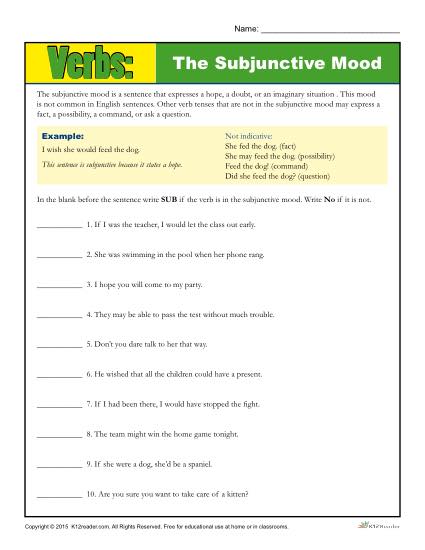 Name: ____________________________
Verbs:
The Subjunctive Mood
The subjunctive mood is a sentence that expresses a hope, a doubt, or an imaginary situation . This mood
is not common in English sentences. Other verb tenses that are not in the subjunctive mood may express a
fact, a possibility, a command, or ask a question.
Example:
I wish she would feed the dog.
This sentence is subjunctive because it states a hope.
Not indicative:
She fed the dog. (fact)
She may feed the dog. (possibility)
Feed the dog! (command)
Did she feed the dog? (question)
In the blank before the sentence write SUB if the verb is in the subjunctive mood. Write No if it is not.
____________ 1. If I was the teacher, I would let the class out early.
____________ 2. She was swimming in the pool when her phone rang.
____________ 3. I hope you will come to my party.
____________ 4. They may be able to pass the test without much trouble.
____________ 5. Don't you dare talk to her that way.
____________ 6. He wished that all the children could have a present.
____________ 7. If I had been there, I would have stopped the fight.
____________ 8. The team might win the home game tonight.
____________ 9. If she were a dog, she'd be a spaniel.
____________ 10. Are you sure you want to take care of a kitten?
Copyright © 2015 K12reader.com. All Rights Reserved. Free for educational use at home or in classrooms.
K12READER